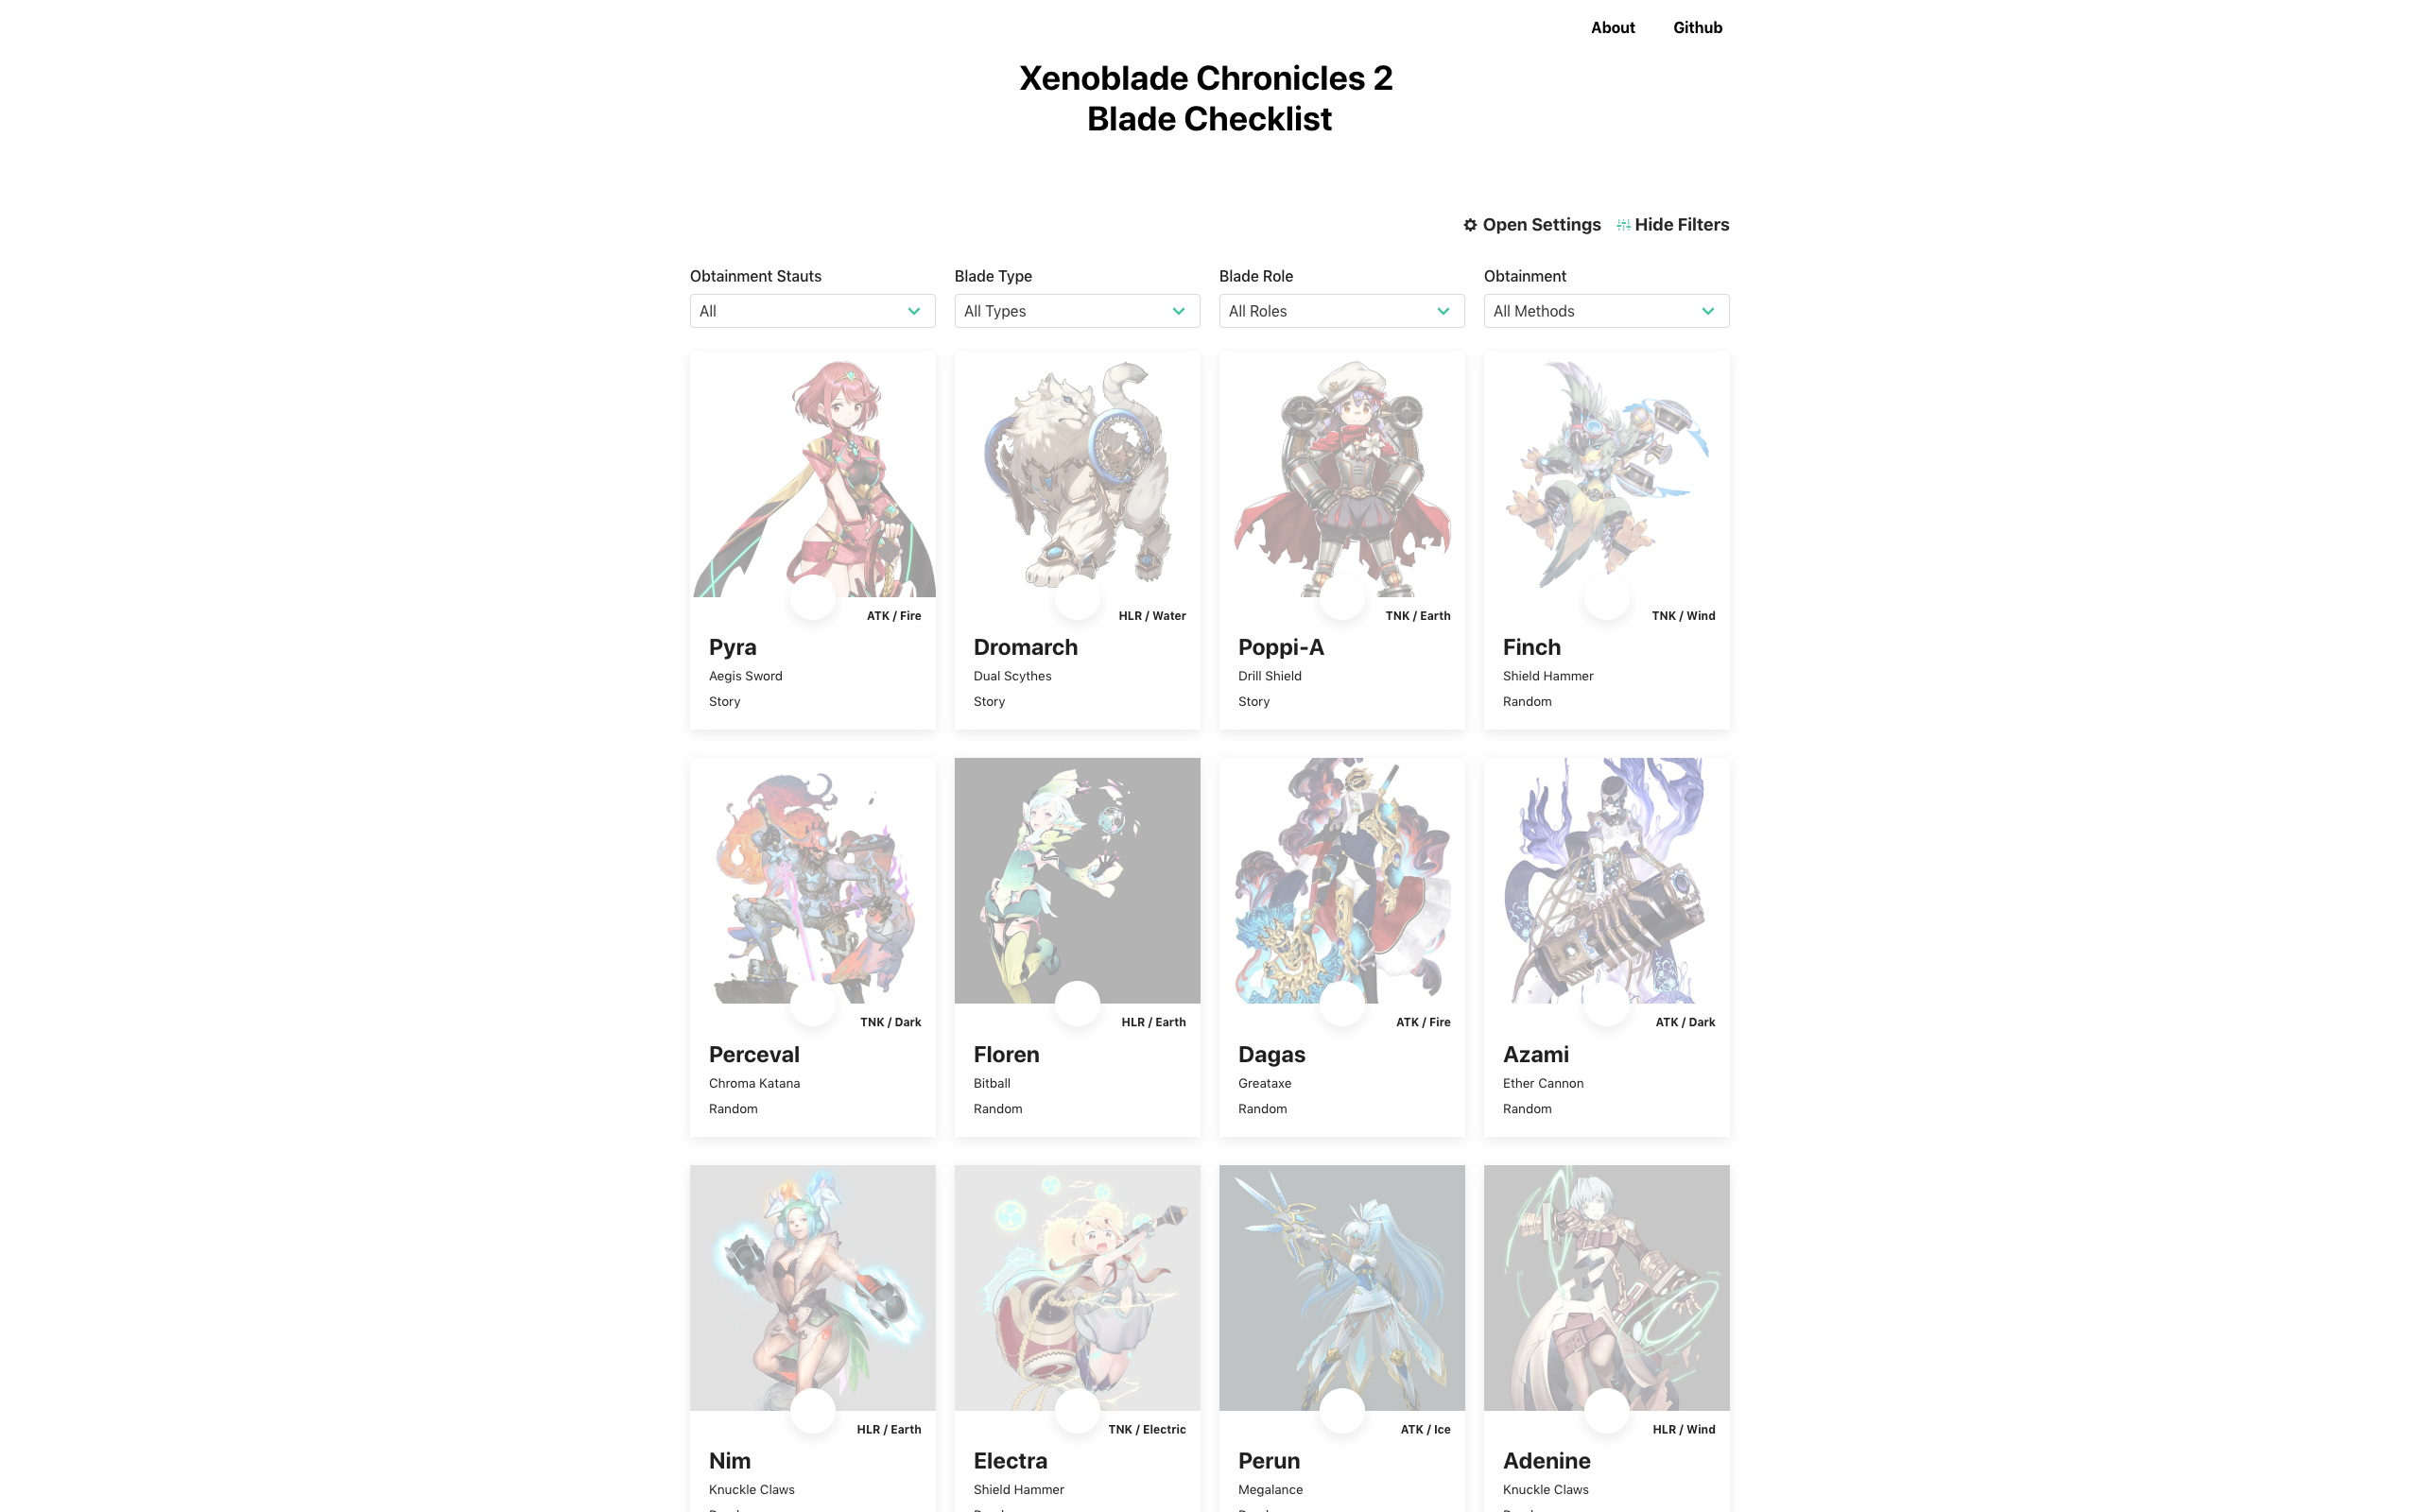 About
Github
Xenoblade Chronicles 2
Blade Checklist
Open Settings
Hide Filters
Obtainment Stauts
Blade Type
Blade Role
Obtainment
All
All Types
All Roles
All Methods
ATK / Fire
Pyra
Aegis Sword
Story
HLR / Water
Dromarch
Dual Scythes
Story
TNK / Earth
Poppi-A
Drill Shield
Story
TNK / Wind
Finch
Shield Hammer
Random
TNK / Dark
Perceval
Chroma Katana
Random
HLR / Earth
Floren
Bitball
Random
ATK / Fire
Dagas
Greataxe
Random
ATK / Dark
Azami
Ether Cannon
Random
HLR / Earth
Nim
Knuckle Claws
TNK / Electric
Electra
Shield Hammer
ATK / Ice
Perun
Megalance
HLR / Wind
Adenine
Knuckle Claws